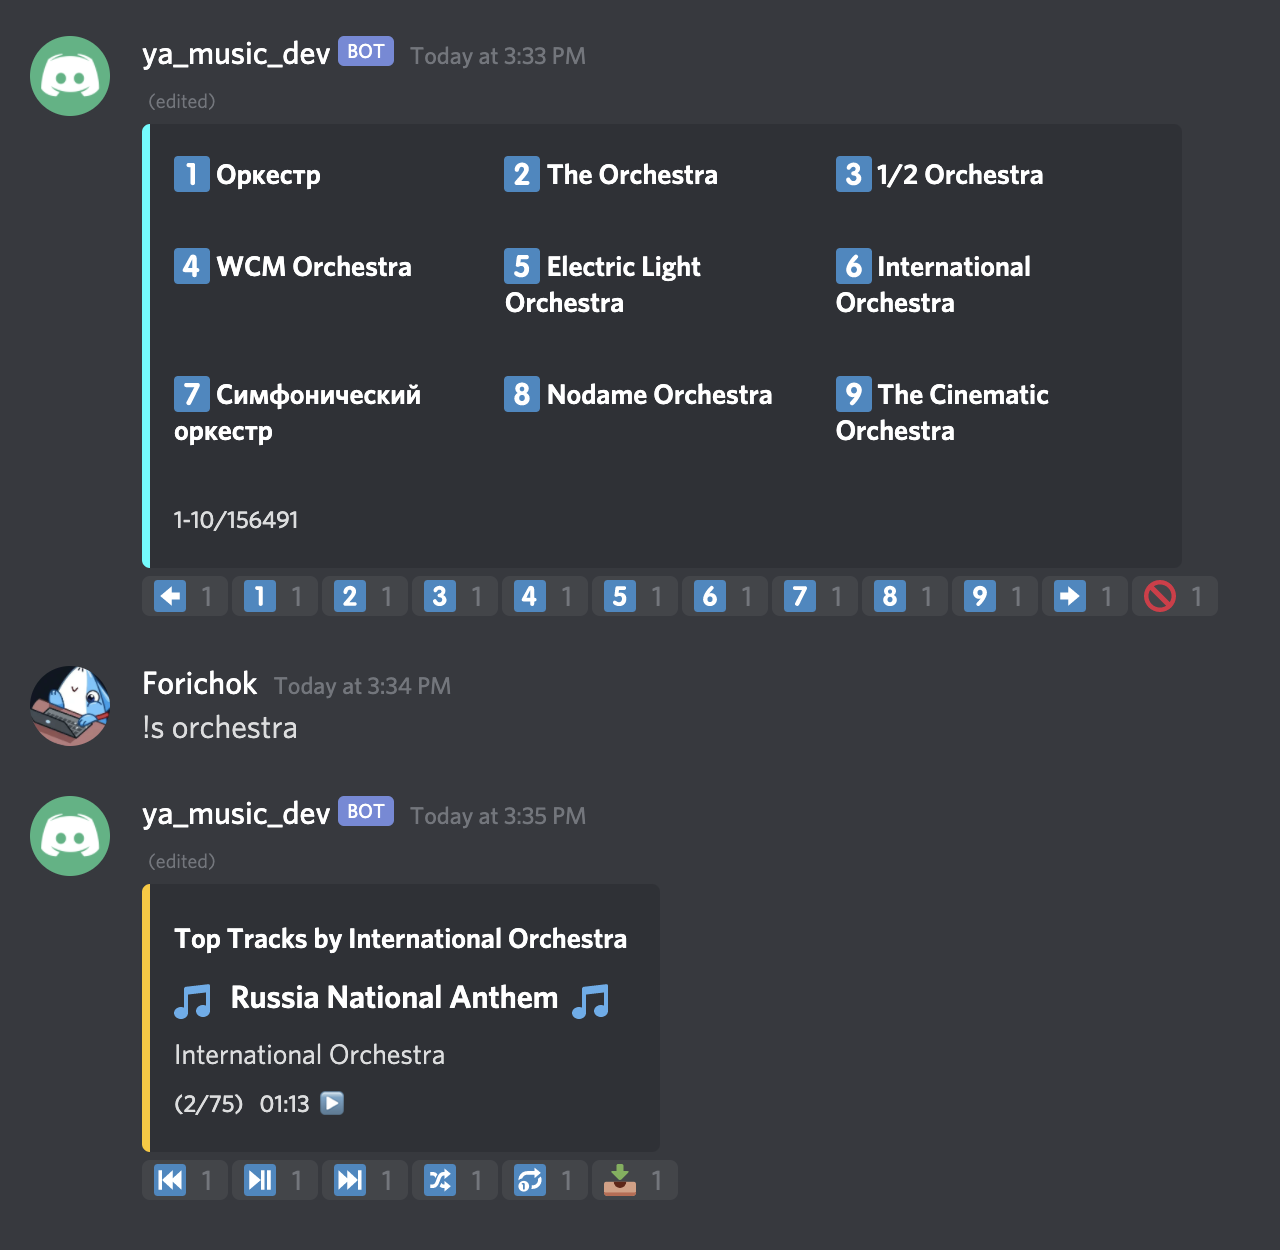 ya_music_dev BOT Today at 3:33 PM
(edited)
1 Оркестр 2 The Orchestra 3 1/2 Orchestra
4 WCM Orchestra 5 Electric Light Orchestra 6 International Orchestra
7 Симфонический оркестр 8 Nodame Orchestra 9 The Cinematic Orchestra
1-10/156491
1 1 1 2 1 3 1 4 1 5 1 6 1 7 1 8 1 9 1 1 1
Forichok Today at 3:34 PM
!s orchestra
ya_music_dev BOT Today at 3:35 PM
(edited)
Top Tracks by International Orchestra
Russia National Anthem
International Orchestra
(2/75) 01:13
1 1 1 1 1 1